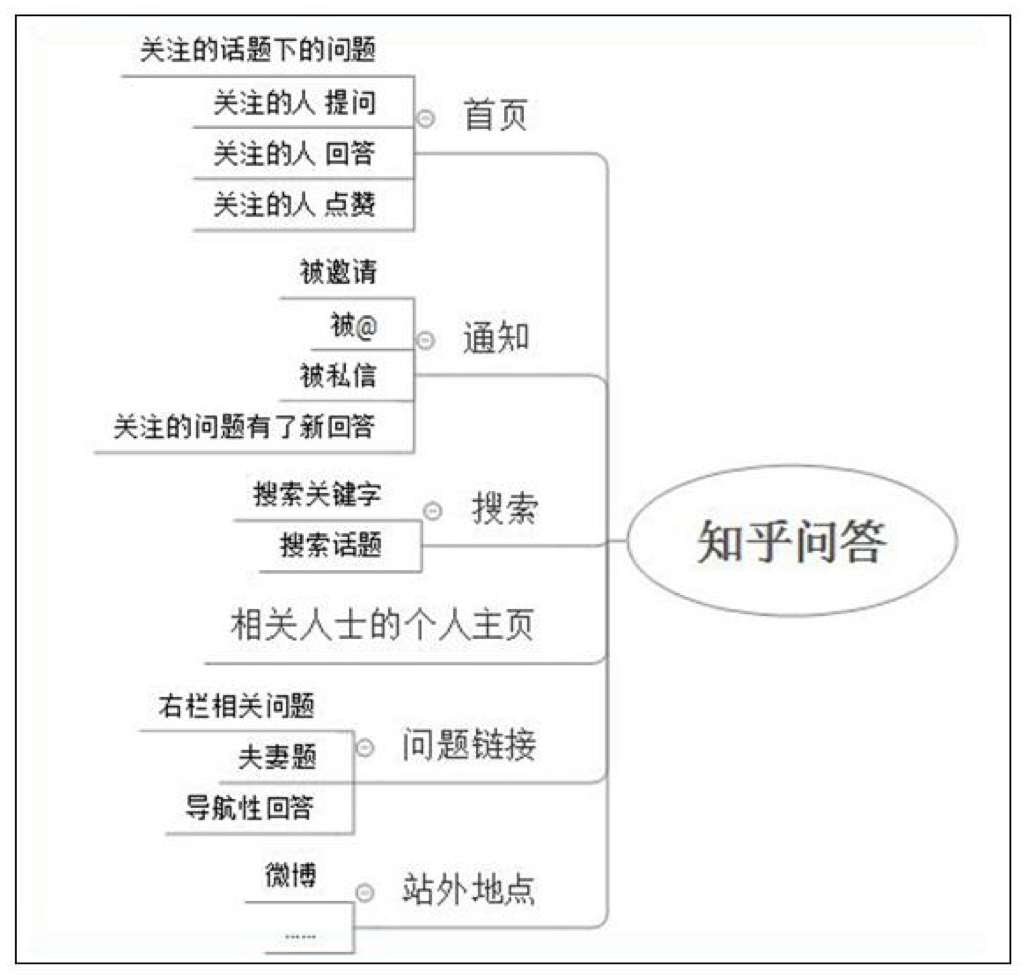 关注的话题下的问题
关注的人 提问
关注的人 回答
关注的人 点赞
首页
被邀请
被@
被私信
关注的问题有了新回答
通知
搜索关键字
搜索话题
搜索
相关人士的个人主页
右栏相关问题
夫妻题
导航性回答
问题链接
微博
……
站外地点
知乎问答